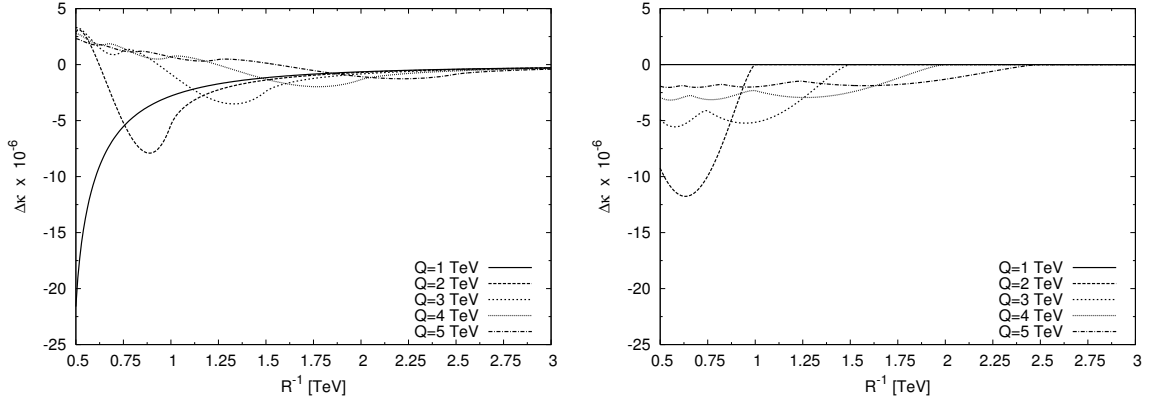 5
0
-5
-10
-15
-20
-25
Δκ x 10^-6
0.5 0.75 1 1.25 1.5 1.75 2 2.25 2.5 2.75 3
R^-1 [TeV]
Q=1 TeV
Q=2 TeV
Q=3 TeV
Q=4 TeV
Q=5 TeV
5
0
-5
-10
-15
-20
-25
Δκ x 10^-6
0.5 0.75 1 1.25 1.5 1.75 2 2.25 2.5 2.75 3
R^-1 [TeV]
Q=1 TeV
Q=2 TeV
Q=3 TeV
Q=4 TeV
Q=5 TeV